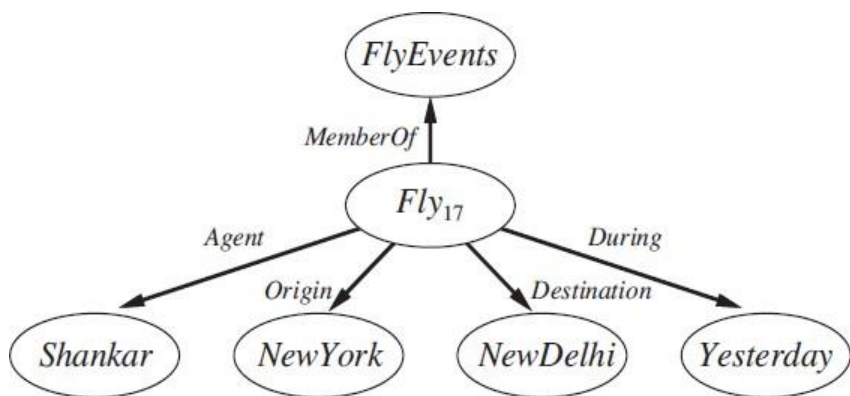 FlyEvents
MemberOf
Fly₁₇
Agent
During
Origin
Destination
Shankar
NewYork
NewDelhi
Yesterday